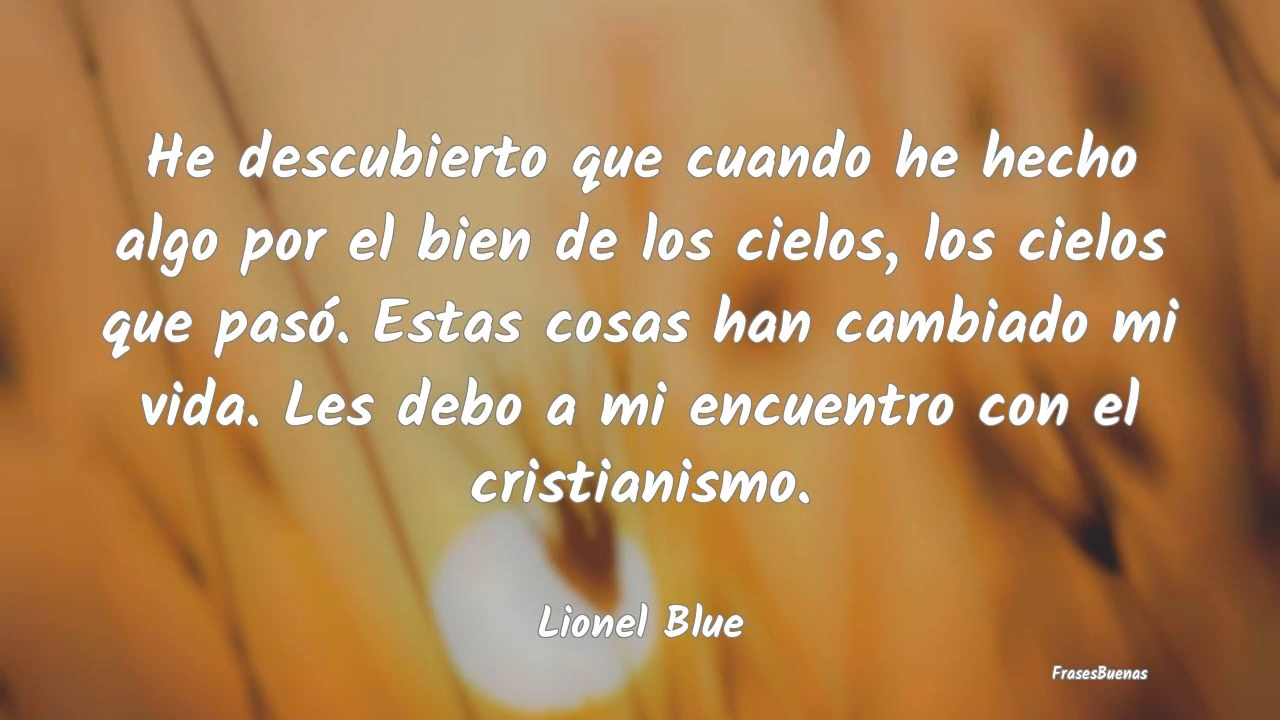 He descubierto que cuando he hecho
algo por el bien de los cielos, los cielos
que pasó. Estas cosas han cambiado mi
vida. Les debo a mi encuentro con el
cristianismo.
Lionel Blue
FrasesBuenas